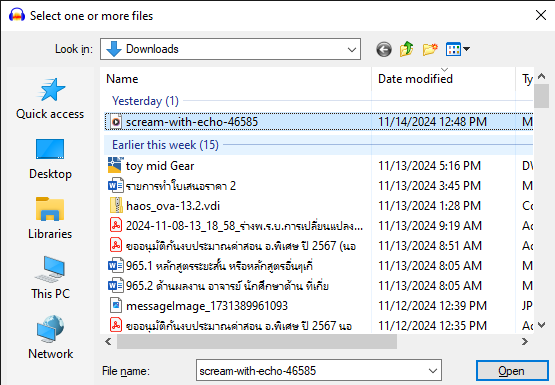 Select one or more files
Look in: Downloads
Name Date modified Ty
Yesterday (1)
scream-with-echo-46585 11/14/2024 12:48 PM M
Earlier this week (15)
toy mid Gear 11/13/2024 5:16 PM DV
รายการทำใบเสนอราคา 2 11/13/2024 3:45 PM M
haos_ova-13.2.vdi 11/13/2024 1:28 PM Co
2024-11-08-13_18_58_ร่างพ.ร.บ.การเปลี่ยนแปลง... 11/13/2024 9:19 AM Ad
ขออนุมัติกันงบประมาณค่าสอน อ.พิเศษ ปี 2567 (นอ 11/13/2024 8:51 AM Ad
965.1 หลักสูตรระยะสั้น หรือหลักสูตรอื่นๆเกี่ 11/13/2024 8:05 AM M
965.2 ด้านผลงาน อาจารย์ นักศึกษาด้าน ที่เกี่ย 11/13/2024 8:05 AM M
messageImage_1731389961093 11/12/2024 12:39 PM JP
ขออนุมัติกันงบประมาณค่าสอน อ.พิเศษ ปี 2567 นอ 11/12/2024 12:35 PM Ad
Quick access
Desktop
Libraries
This PC
Network
File name: scream-with-echo-46585 Open